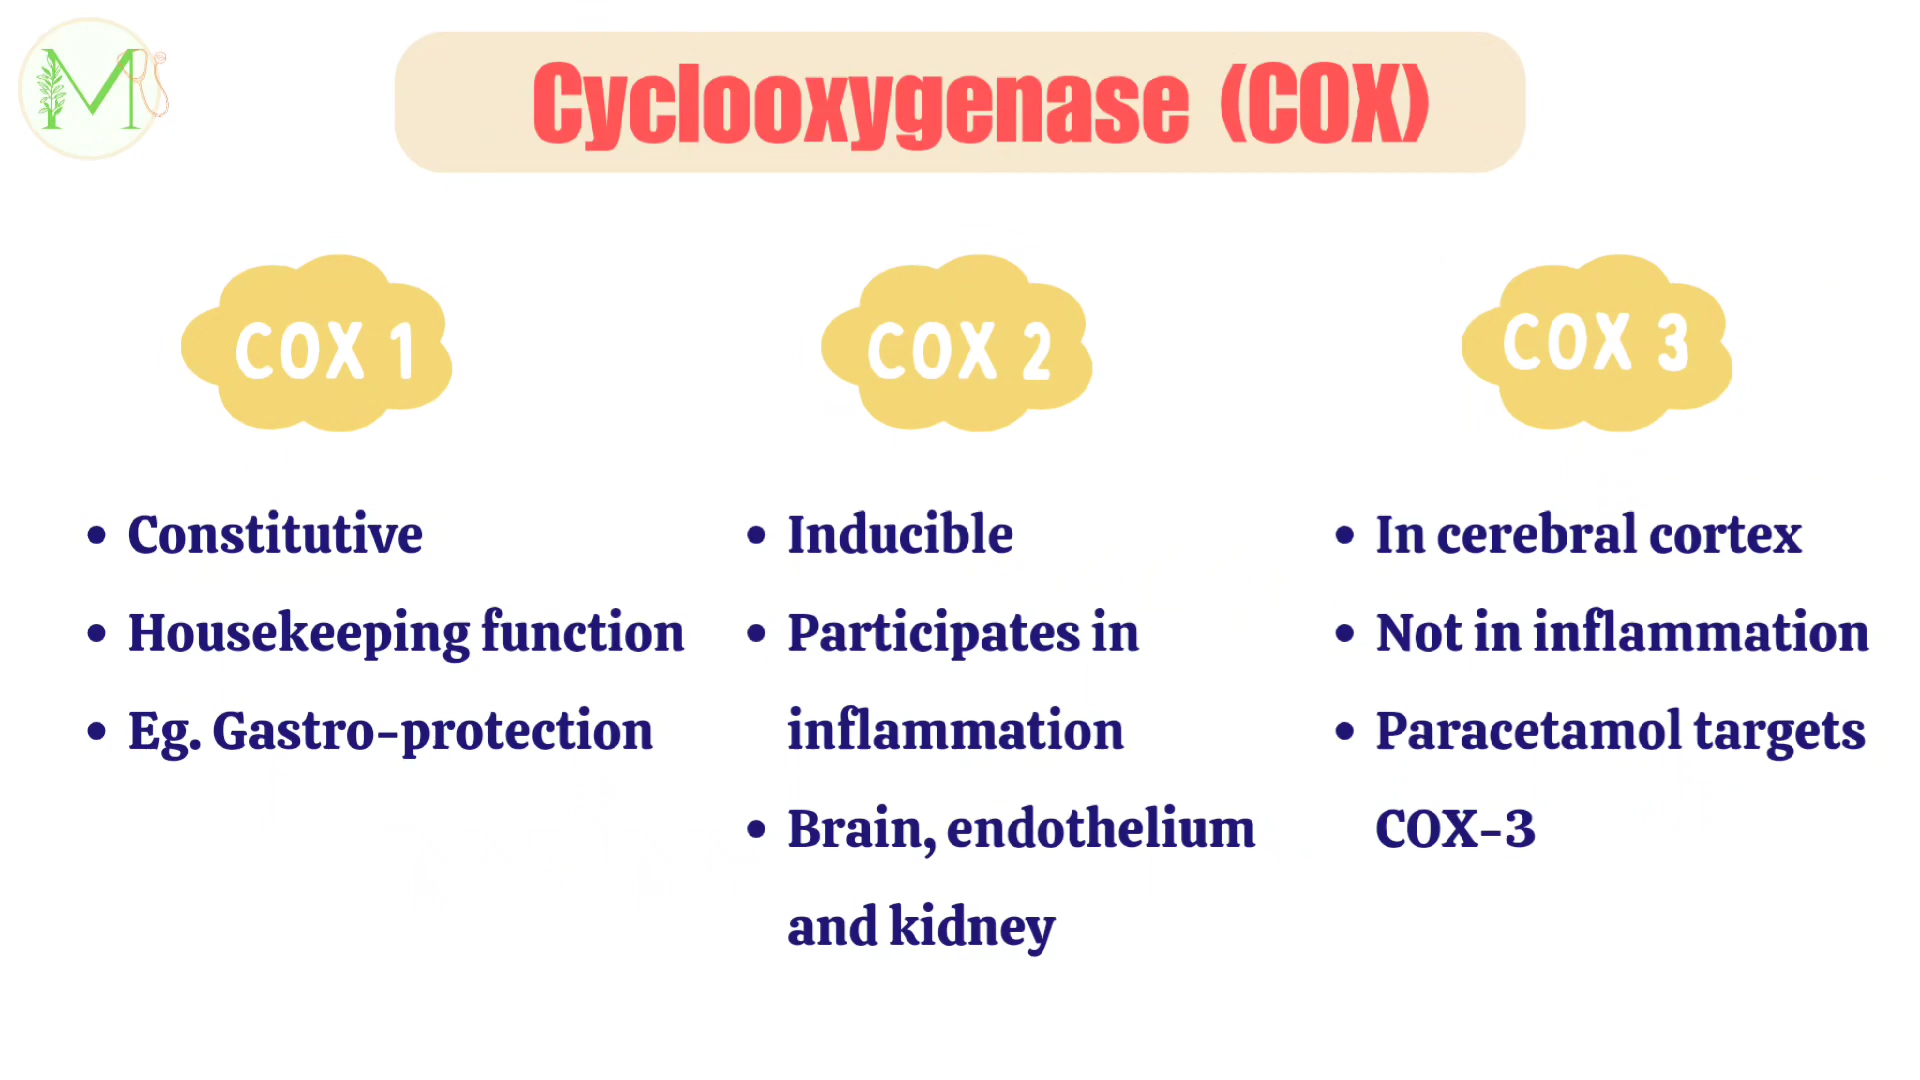 Cyclooxygenase (COX)
COX 1
COX 2
COX 3
• Constitutive
• Housekeeping function
• Eg. Gastro-protection
• Inducible
• Participates in
inflammation
• Brain, endothelium
and kidney
• In cerebral cortex
• Not in inflammation
• Paracetamol targets
COX-3